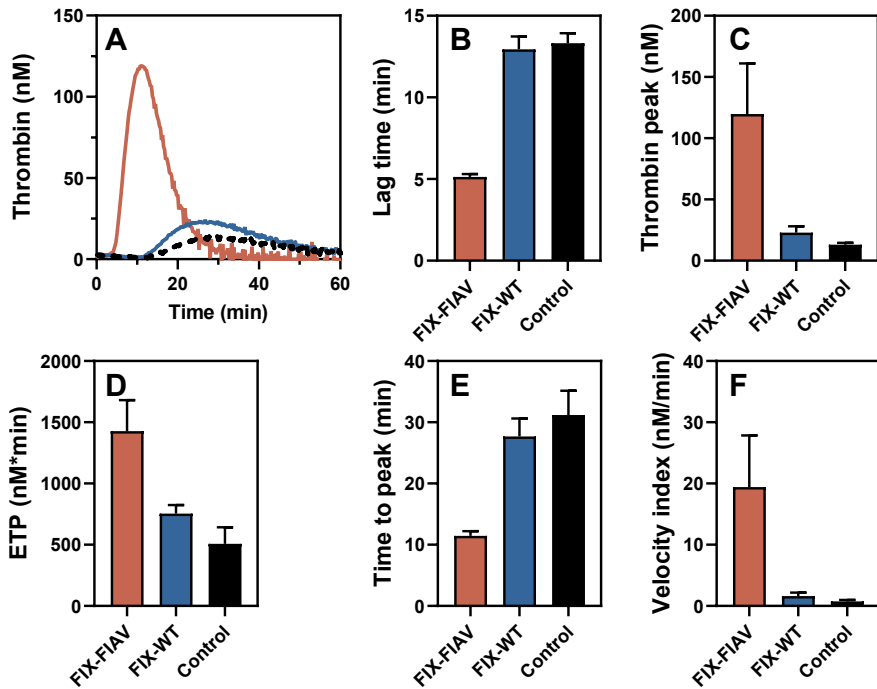 A
Thrombin (nM)
150
100
50
0
0 20 40 60
Time (min)
B
Lag time (min)
15
10
5
0
FIX-FIAV
FIX-WT
Control
C
Thrombin peak (nM)
200
150
100
50
0
FIX-FIAV
FIX-WT
Control
D
ETP (nM*min)
2000
1500
1000
500
0
FIX-FIAV
FIX-WT
Control
E
Time to peak (min)
40
30
20
10
0
FIX-FIAV
FIX-WT
Control
F
Velocity index (nM/min)
40
30
20
10
0
FIX-FIAV
FIX-WT
Control